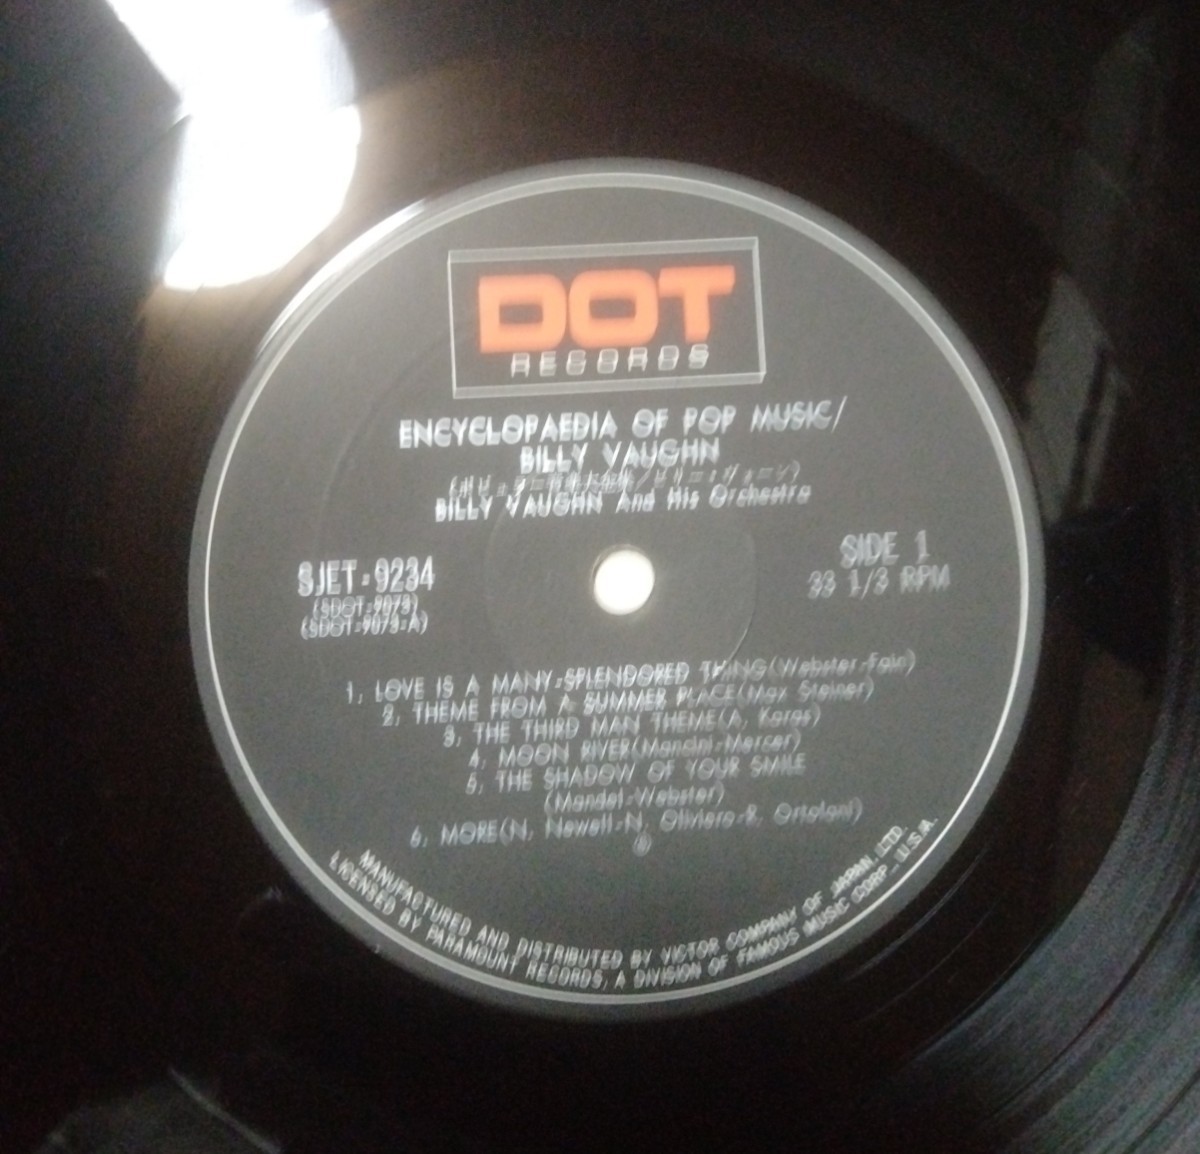 DOT
RECORDS
ENCYCLOPAEDIA OF POP MUSIC/
BILLY VAUGHN
BILLY VAUGHN And His Orchestra
SJET-9234
(SDOT-9073)
(SDOT-9073-A)
SIDE 1
33 1/3 RPM
1, LOVE IS A MANY-SPLENDORED THING(Webster-Fain)
2, THEME FROM A SUMMER PLACE(Max Steiner)
3, THE THIRD MAN THEME(A, Karas)
4, MOON RIVER(Mancini-Mercer)
5, THE SHADOW OF YOUR SMILE
(Mandel-Webster)
6, MORE(N, Newell-N, Oliviero-R, Ortolani)
MANUFACTURED AND DISTRIBUTED BY VICTOR COMPANY OF JAPAN, LTD.
LICENSED BY PARAMOUNT RECORDS, A DIVISION OF FAMOUS MUSIC CORP., U.S.A.